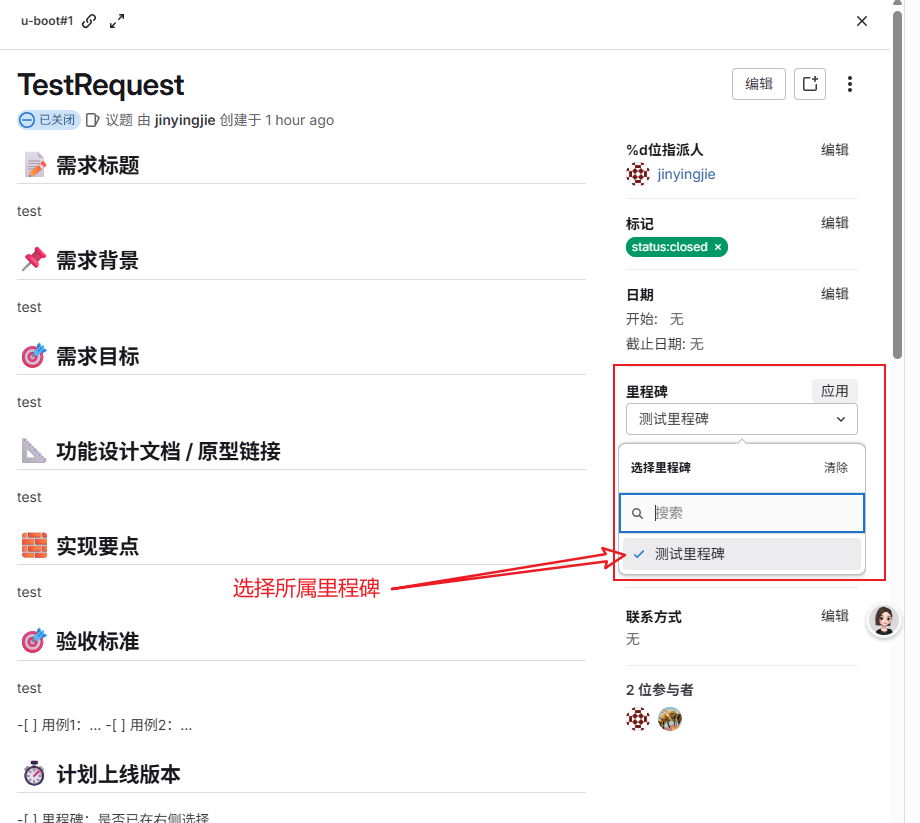 u-boot#1
TestRequest
编辑
已关闭 议题 由 jinyingjie 创建于 1 hour ago
需求标题
test
需求背景
test
需求目标
test
功能设计文档 / 原型链接
test
实现要点
test
验收标准
test
-[ ] 用例1：... -[ ] 用例2：...
计划上线版本
-[ ] 里程碑：是否已在右侧选择
%d位指派人 编辑
jinyingjie
标记 编辑
status:closed ×
日期 编辑
开始： 无
截止日期: 无
里程碑 应用
测试里程碑
选择里程碑 清除
搜索
测试里程碑
选择所属里程碑
联系方式 编辑
无
2 位参与者